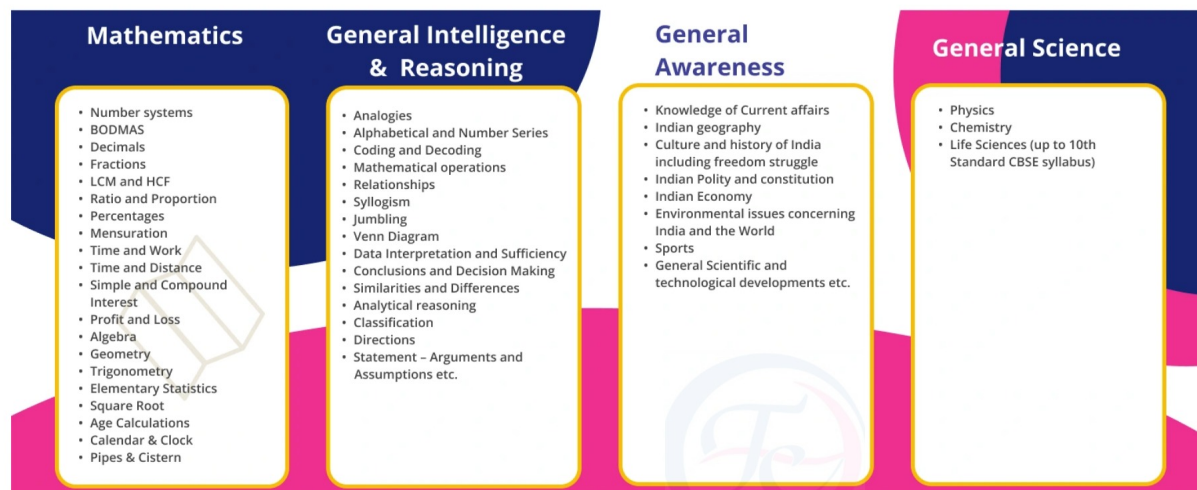 Mathematics
• Number systems
• BODMAS
• Decimals
• Fractions
• LCM and HCF
• Ratio and Proportion
• Percentages
• Mensuration
• Time and Work
• Time and Distance
• Simple and Compound
Interest
• Profit and Loss
• Algebra
• Geometry
• Trigonometry
• Elementary Statistics
• Square Root
• Age Calculations
• Calendar & Clock
• Pipes & Cistern
General Intelligence
& Reasoning
• Analogies
• Alphabetical and Number Series
• Coding and Decoding
• Mathematical operations
• Relationships
• Syllogism
• Jumbling
• Venn Diagram
• Data Interpretation and Sufficiency
• Conclusions and Decision Making
• Similarities and Differences
• Analytical reasoning
• Classification
• Directions
• Statement – Arguments and
Assumptions etc.
General
Awareness
• Knowledge of Current affairs
• Indian geography
• Culture and history of India
including freedom struggle
• Indian Polity and constitution
• Indian Economy
• Environmental issues concerning
India and the World
• Sports
• General Scientific and
technological developments etc.
General Science
• Physics
• Chemistry
• Life Sciences (up to 10th
Standard CBSE syllabus)